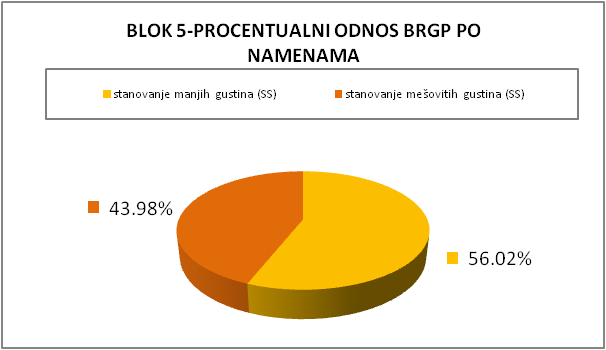 BLOK 5-PROCENTUALNI ODNOS BRGP PO
NAMENAMA
stanovanje manjih gustina (SS)
stanovanje mešovitih gustina (SS)
43.98%
56.02%